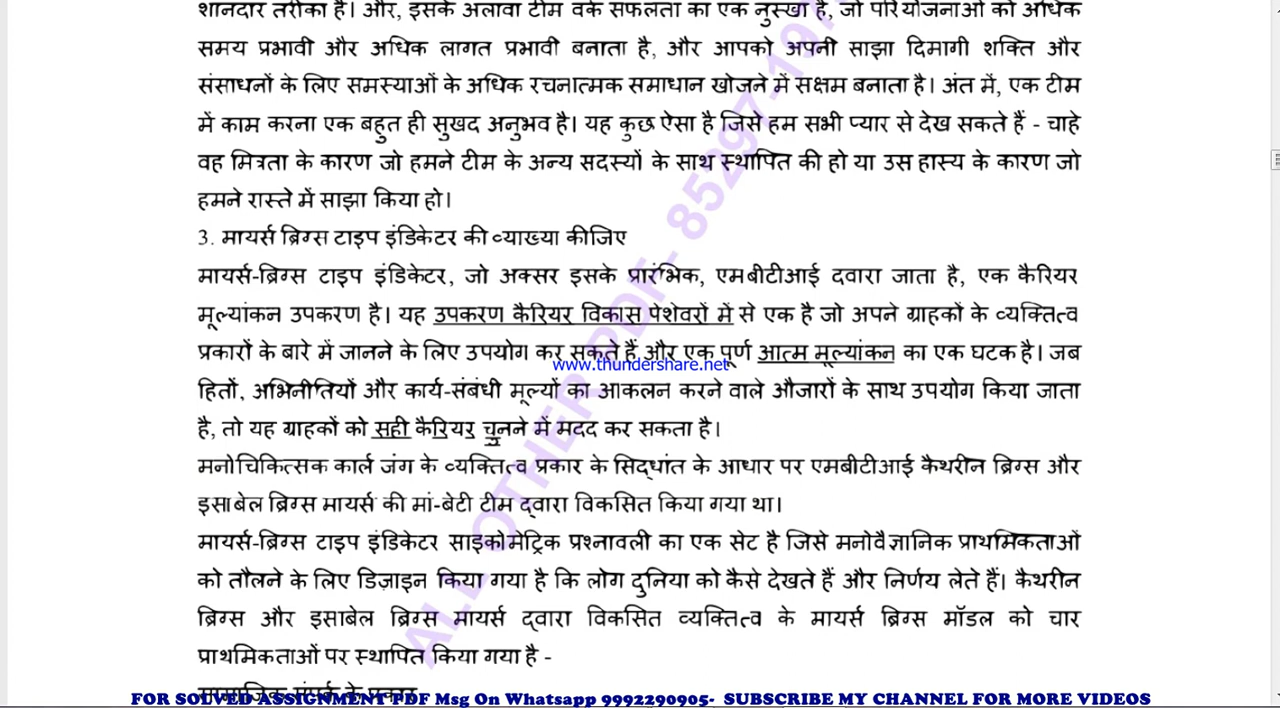 शानदार तरीका है। और, इसके अलावा टीम वर्क सफलता का एक नुस्खा है, जो परियोजनाओं को अधिक
समय प्रभावी और अधिक लागत प्रभावी बनाता है, और आपको अपनी साझा दिमागी शक्ति और
संसाधनों के लिए समस्याओं के अधिक रचनात्मक समाधान खोजने में सक्षम बनाता है। अंत में, एक टीम
में काम करना एक बहुत ही सुखद अनुभव है। यह कुछ ऐसा है जिसे हम सभी प्यार से देख सकते हैं - चाहे
वह मित्रता के कारण जो हमने टीम के अन्य सदस्यों के साथ स्थापित की हो या उस हास्य के कारण जो
हमने रास्ते में साझा किया हो।
3. मायर्स ब्रिग्स टाइप इंडिकेटर की व्याख्या कीजिए
मायर्स-ब्रिग्स टाइप इंडिकेटर, जो अक्सर इसके प्रारंभिक, एमबीटीआई दवारा जाता है, एक कैरियर
मूल्यांकन उपकरण है। यह उपकरण कैरियर विकास पेशेवरों में से एक है जो अपने ग्राहकों के व्यक्तित्व
प्रकारों के बारे में जानने के लिए उपयोग कर सकते हैं और एक पूर्ण आत्म मूल्यांकन का एक घटक है। जब
www.thundershare.net
हितों, अभिनीतियों और कार्य-संबंधी मूल्यों का आकलन करने वाले औजारों के साथ उपयोग किया जाता
है, तो यह ग्राहकों को सही कैरियर चुनने में मदद कर सकता है।
मनोचिकित्सक कार्ल जंग के व्यक्तित्व प्रकार के सिद्धांत के आधार पर एमबीटीआई कैथरीन ब्रिग्स और
इसाबेल ब्रिग्स मायर्स की मां-बेटी टीम द्वारा विकसित किया गया था।
मायर्स-ब्रिग्स टाइप इंडिकेटर साइकोमेट्रिक प्रश्नावली का एक सेट है जिसे मनोवैज्ञानिक प्राथमिकताओं
को तौलने के लिए डिज़ाइन किया गया है कि लोग दुनिया को कैसे देखते हैं और निर्णय लेते हैं। कैथरीन
ब्रिग्स और इसाबेल ब्रिग्स मायर्स द्वारा विकसित व्यक्तित्व के मायर्स ब्रिग्स मॉडल को चार
प्राथमिकताओं पर स्थापित किया गया है -
सामाजिक संपर्क के प्रकार
ALL OTHER PDF- 85297-19
FOR SOLVED ASSIGNMENT PDF Msg On Whatsapp 9992290905- SUBSCRIBE MY CHANNEL FOR MORE VIDEOS